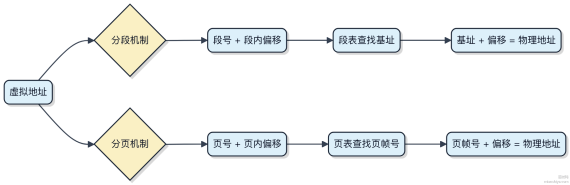 虚拟地址
分段机制
段号 + 段内偏移
段表查找基址
基址 + 偏移 = 物理地址
分页机制
页号 + 页内偏移
页表查找页帧号
页帧号 + 偏移 = 物理地址